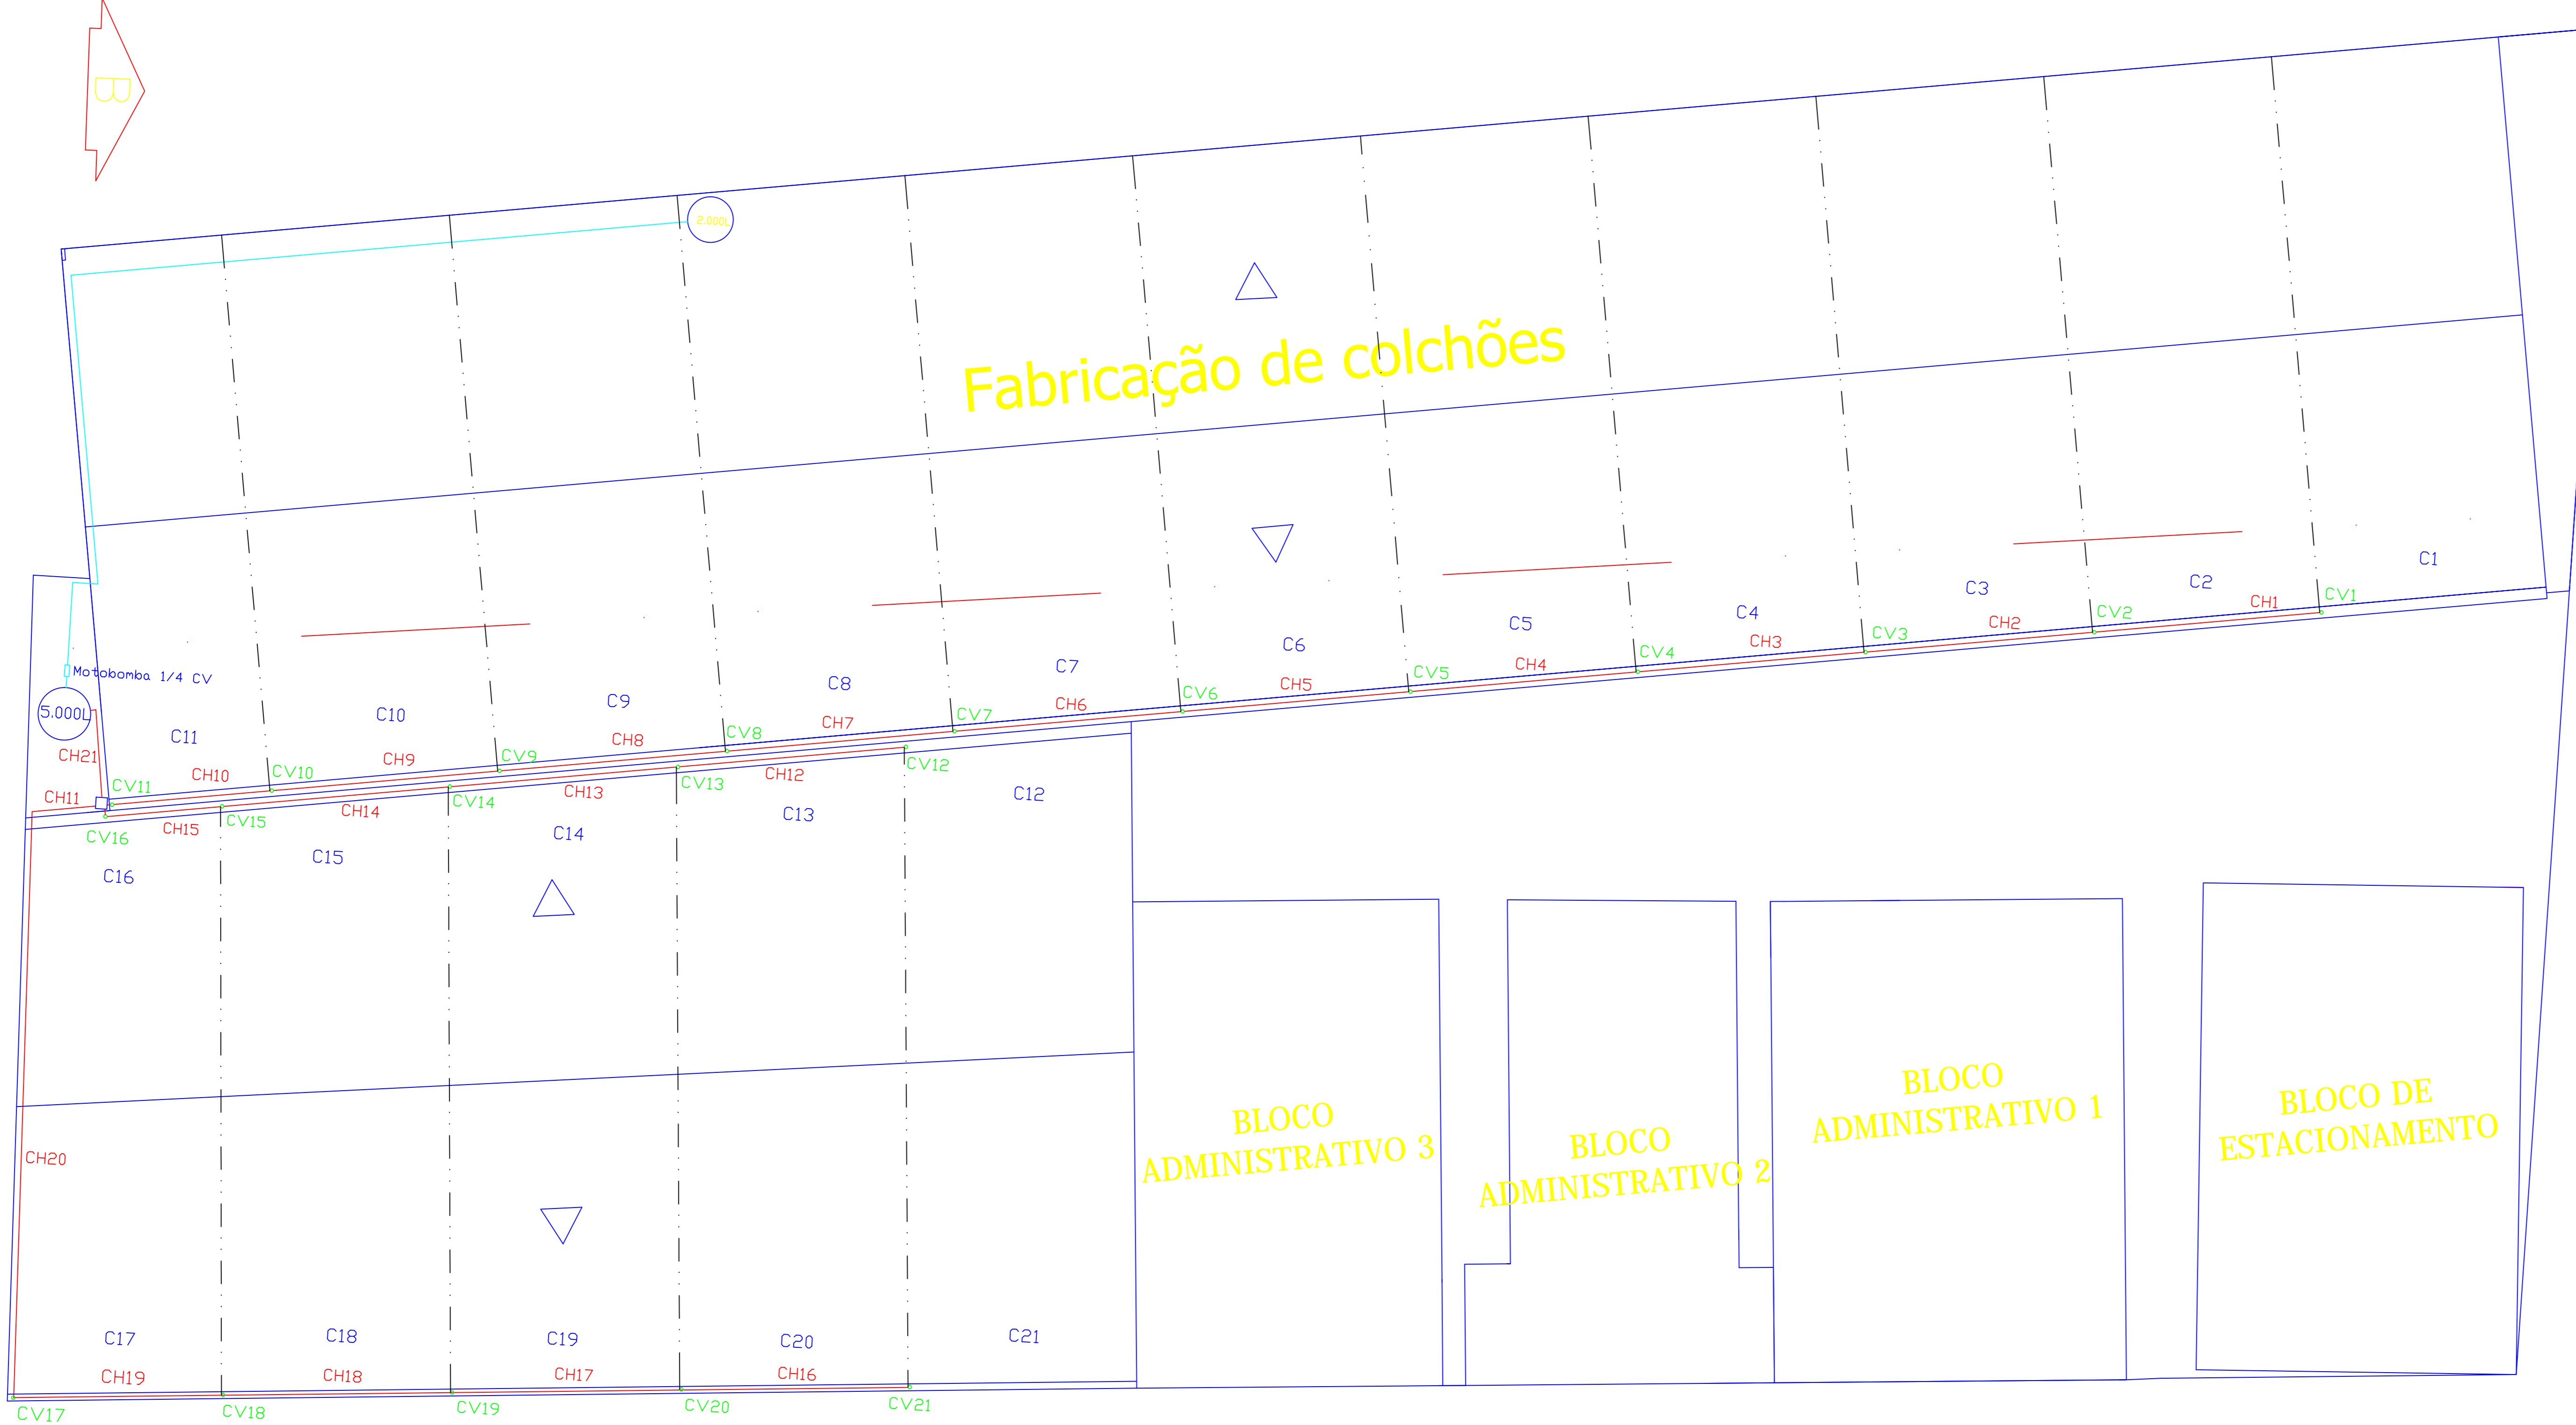 B
2.000L
Fabricação de colchões
C1
C2
C3
C4
C5
C6
C7
C8
C9
C10
C11
CV1
CH1
CV2
CH2
CV3
CH3
CV4
CH4
CV5
CH5
CV6
CH6
CV7
CH7
CV8
CH8
CV9
CH9
CV10
CH10
CV11
CH11
Motobomba 1/4 CV
5.000L
CH21
CV12
CH12
CV13
CH13
CV14
CH14
CV15
CH15
CV16
C12
C13
C14
C15
C16
CH20
BLOCO
ADMINISTRATIVO 3
BLOCO
ADMINISTRATIVO 2
BLOCO
ADMINISTRATIVO 1
BLOCO DE
ESTACIONAMENTO
C17
C18
C19
C20
C21
CH19
CH18
CH17
CH16
CV17
CV18
CV19
CV20
CV21